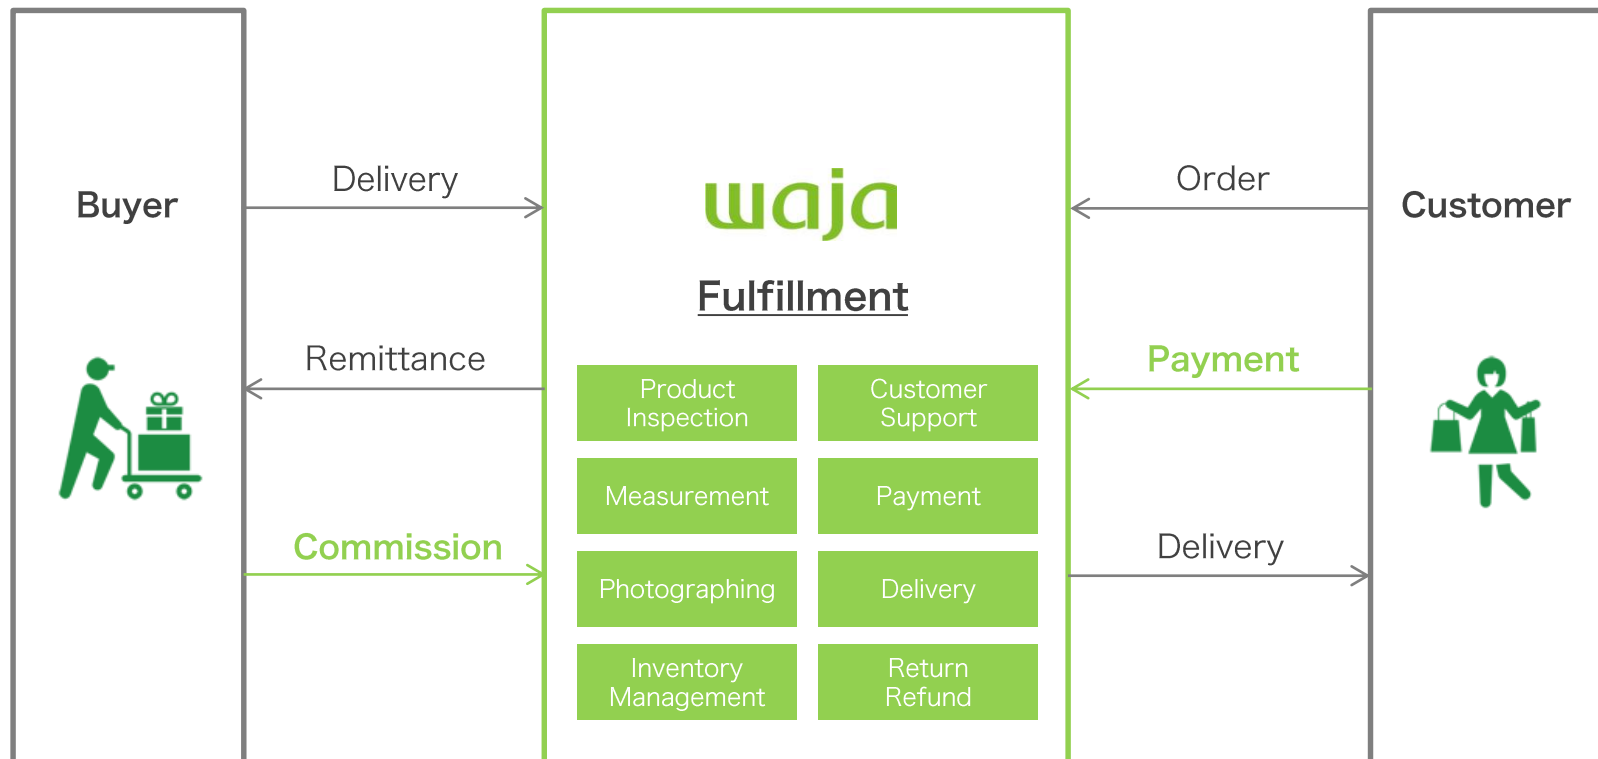 Buyer
Delivery
Remittance
Commission
waja
Fulfillment
Product
Inspection
Customer
Support
Measurement
Payment
Photographing
Delivery
Inventory
Management
Return
Refund
Order
Payment
Delivery
Customer